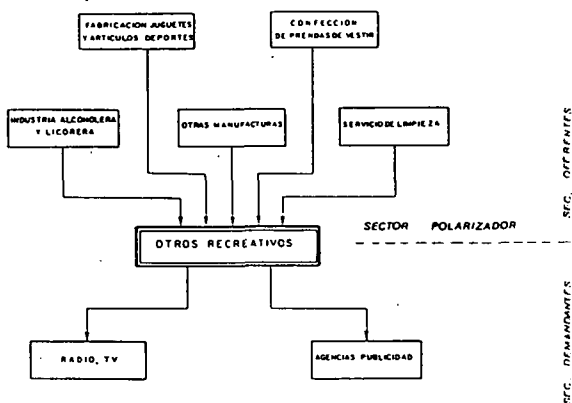 FABRICACION JUGUETES
Y ARTICULOS DEPORTES
CONFECCIÓN
DE PRENDAS DE VESTIR
INDUSTRIA ALCOHOLERA
Y LICORERA
OTRAS MANUFACTURAS
SERVICIO DE LIMPIEZA
SEC. OFERENTES
OTROS RECREATIVOS
SECTOR POLARIZADOR
RADIO, TV
AGENCIAS PUBLICIDAD
SEC. DEMANDANTES